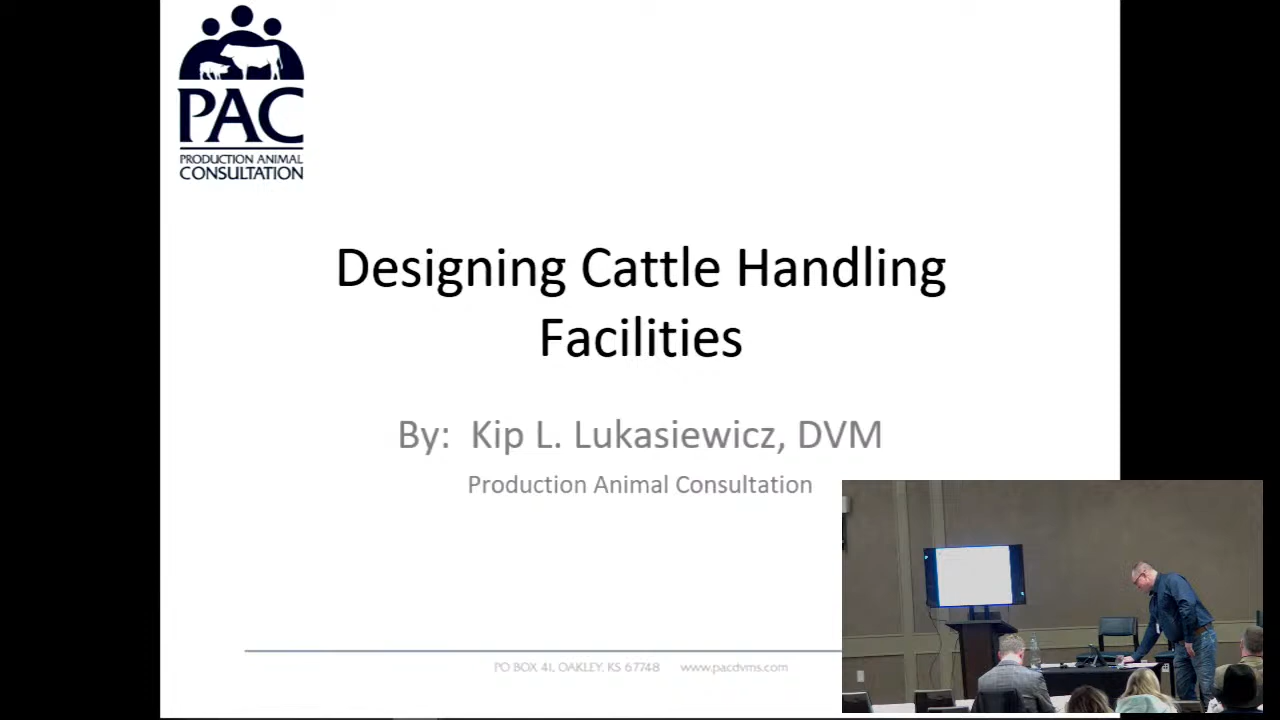 PAC
PRODUCTION ANIMAL
CONSULTATION
Designing Cattle Handling
Facilities
By: Kip L. Lukasiewicz, DVM
Production Animal Consultation
PO BOX 41, OAKLEY, KS 67748 www.pacdvms.com